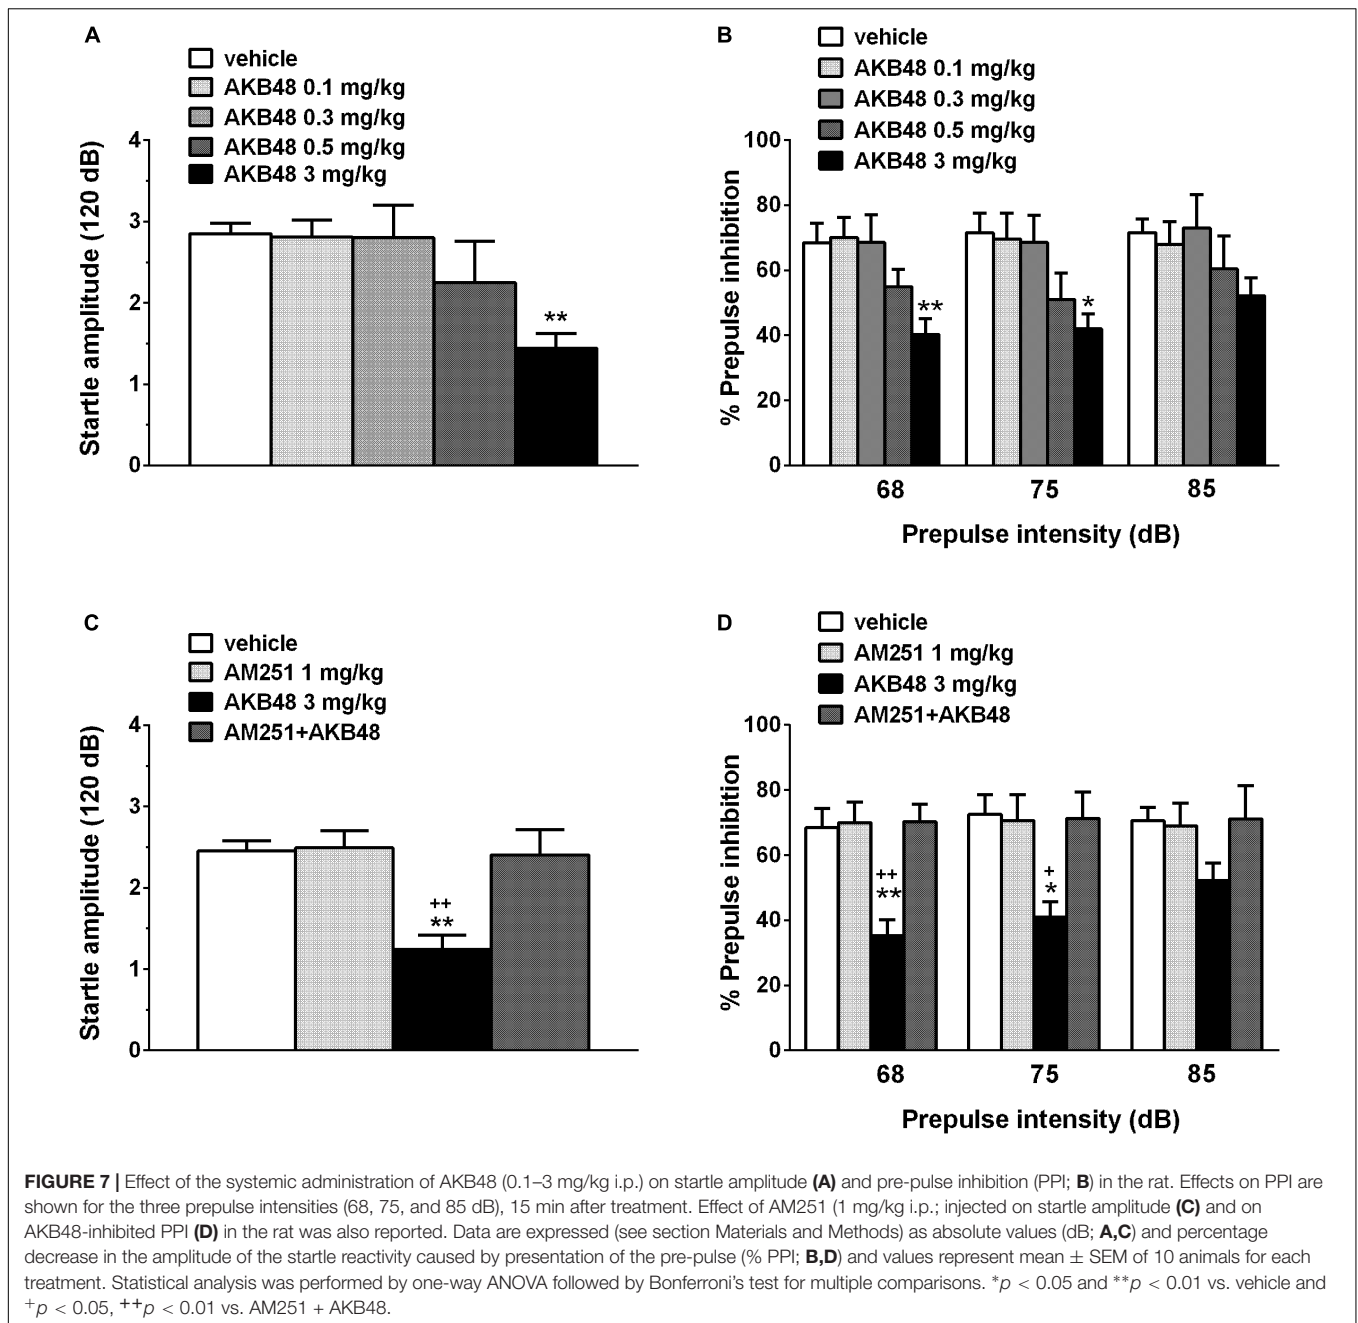 A
vehicle
AKB48 0.1 mg/kg
AKB48 0.3 mg/kg
AKB48 0.5 mg/kg
AKB48 3 mg/kg
Startle amplitude (120 dB)
4
3
2
1
0
**
B
vehicle
AKB48 0.1 mg/kg
AKB48 0.3 mg/kg
AKB48 0.5 mg/kg
AKB48 3 mg/kg
% Prepulse inhibition
100
80
60
40
20
0
**
*
68 75 85
Prepulse intensity (dB)
C
vehicle
AM251 1 mg/kg
AKB48 3 mg/kg
AM251+AKB48
Startle amplitude (120 dB)
4
3
2
1
0
++
**
D
vehicle
AM251 1 mg/kg
AKB48 3 mg/kg
AM251+AKB48
% Prepulse inhibition
100
80
60
40
20
0
++
**
+
*
68 75 85
Prepulse intensity (dB)
FIGURE 7 | Effect of the systemic administration of AKB48 (0.1–3 mg/kg i.p.) on startle amplitude (A) and pre-pulse inhibition (PPI; B) in the rat. Effects on PPI are
shown for the three prepulse intensities (68, 75, and 85 dB), 15 min after treatment. Effect of AM251 (1 mg/kg i.p.; injected on startle amplitude (C) and on
AKB48-inhibited PPI (D) in the rat was also reported. Data are expressed (see section Materials and Methods) as absolute values (dB; A,C) and percentage
decrease in the amplitude of the startle reactivity caused by presentation of the pre-pulse (% PPI; B,D) and values represent mean ± SEM of 10 animals for each
treatment. Statistical analysis was performed by one-way ANOVA followed by Bonferroni's test for multiple comparisons. *p < 0.05 and **p < 0.01 vs. vehicle and
+p < 0.05, ++p < 0.01 vs. AM251 + AKB48.